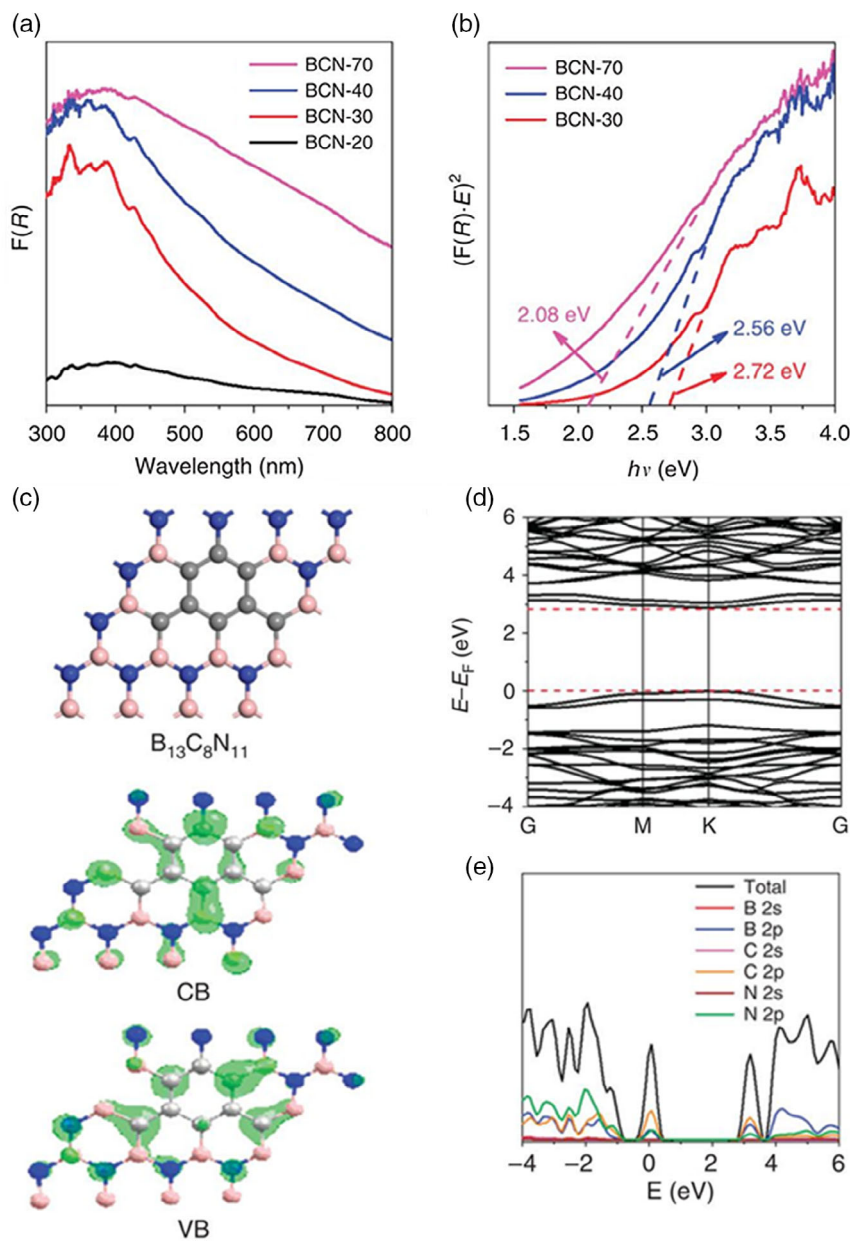 (a)
BCN-70
BCN-40
BCN-30
BCN-20
F(R)
300 400 500 600 700 800
Wavelength (nm)
(b)
BCN-70
BCN-40
BCN-30
(F(R)·E)²
2.08 eV
2.56 eV
2.72 eV
1.5 2.0 2.5 3.0 3.5 4.0
hν (eV)
(c)
B₁₃C₈N₁₁
CB
VB
(d)
6
4
2
0
−2
−4
E–E_F (eV)
G M K G
(e)
Total
B 2s
B 2p
C 2s
C 2p
N 2s
N 2p
−4 −2 0 2 4 6
E (eV)